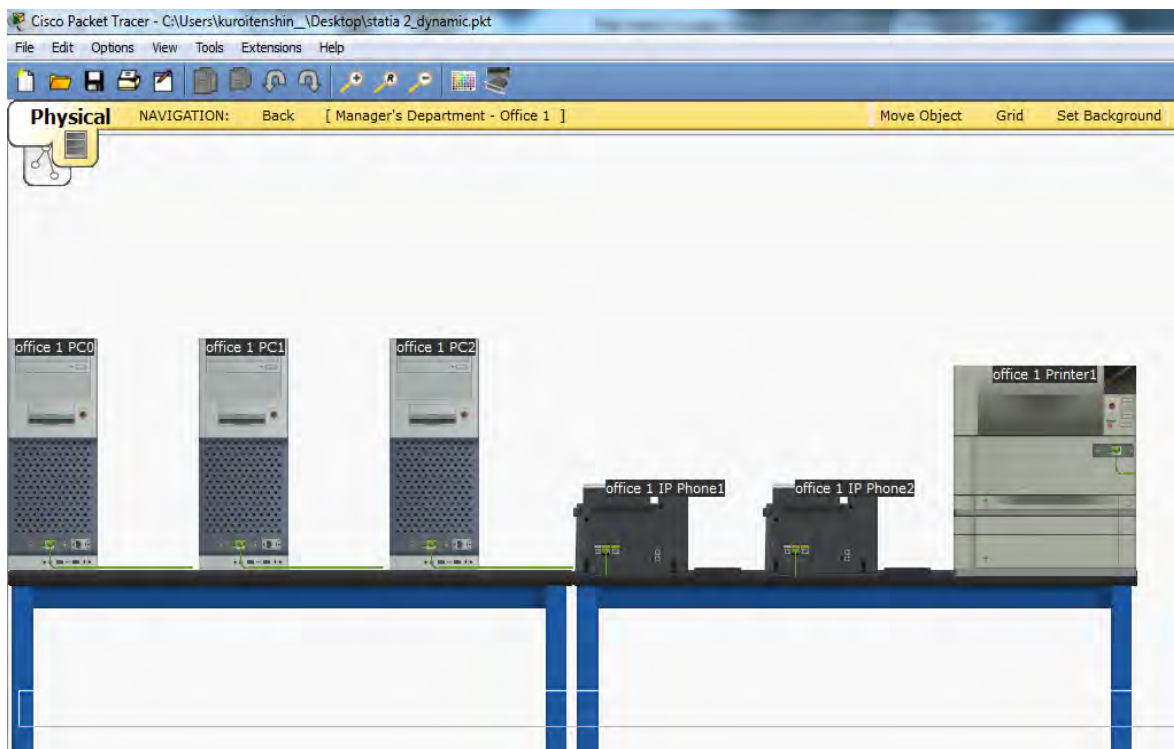 Cisco Packet Tracer - C:\Users\kuroitenshin_\Desktop\statia 2_dynamic.pkt
File Edit Options View Tools Extensions Help
Physical NAVIGATION: Back [ Manager's Department - Office 1 ] Move Object Grid Set Background
office 1 PC0 office 1 PC1 office 1 PC2
office 1 Printer1
office 1 IP Phone1 office 1 IP Phone2